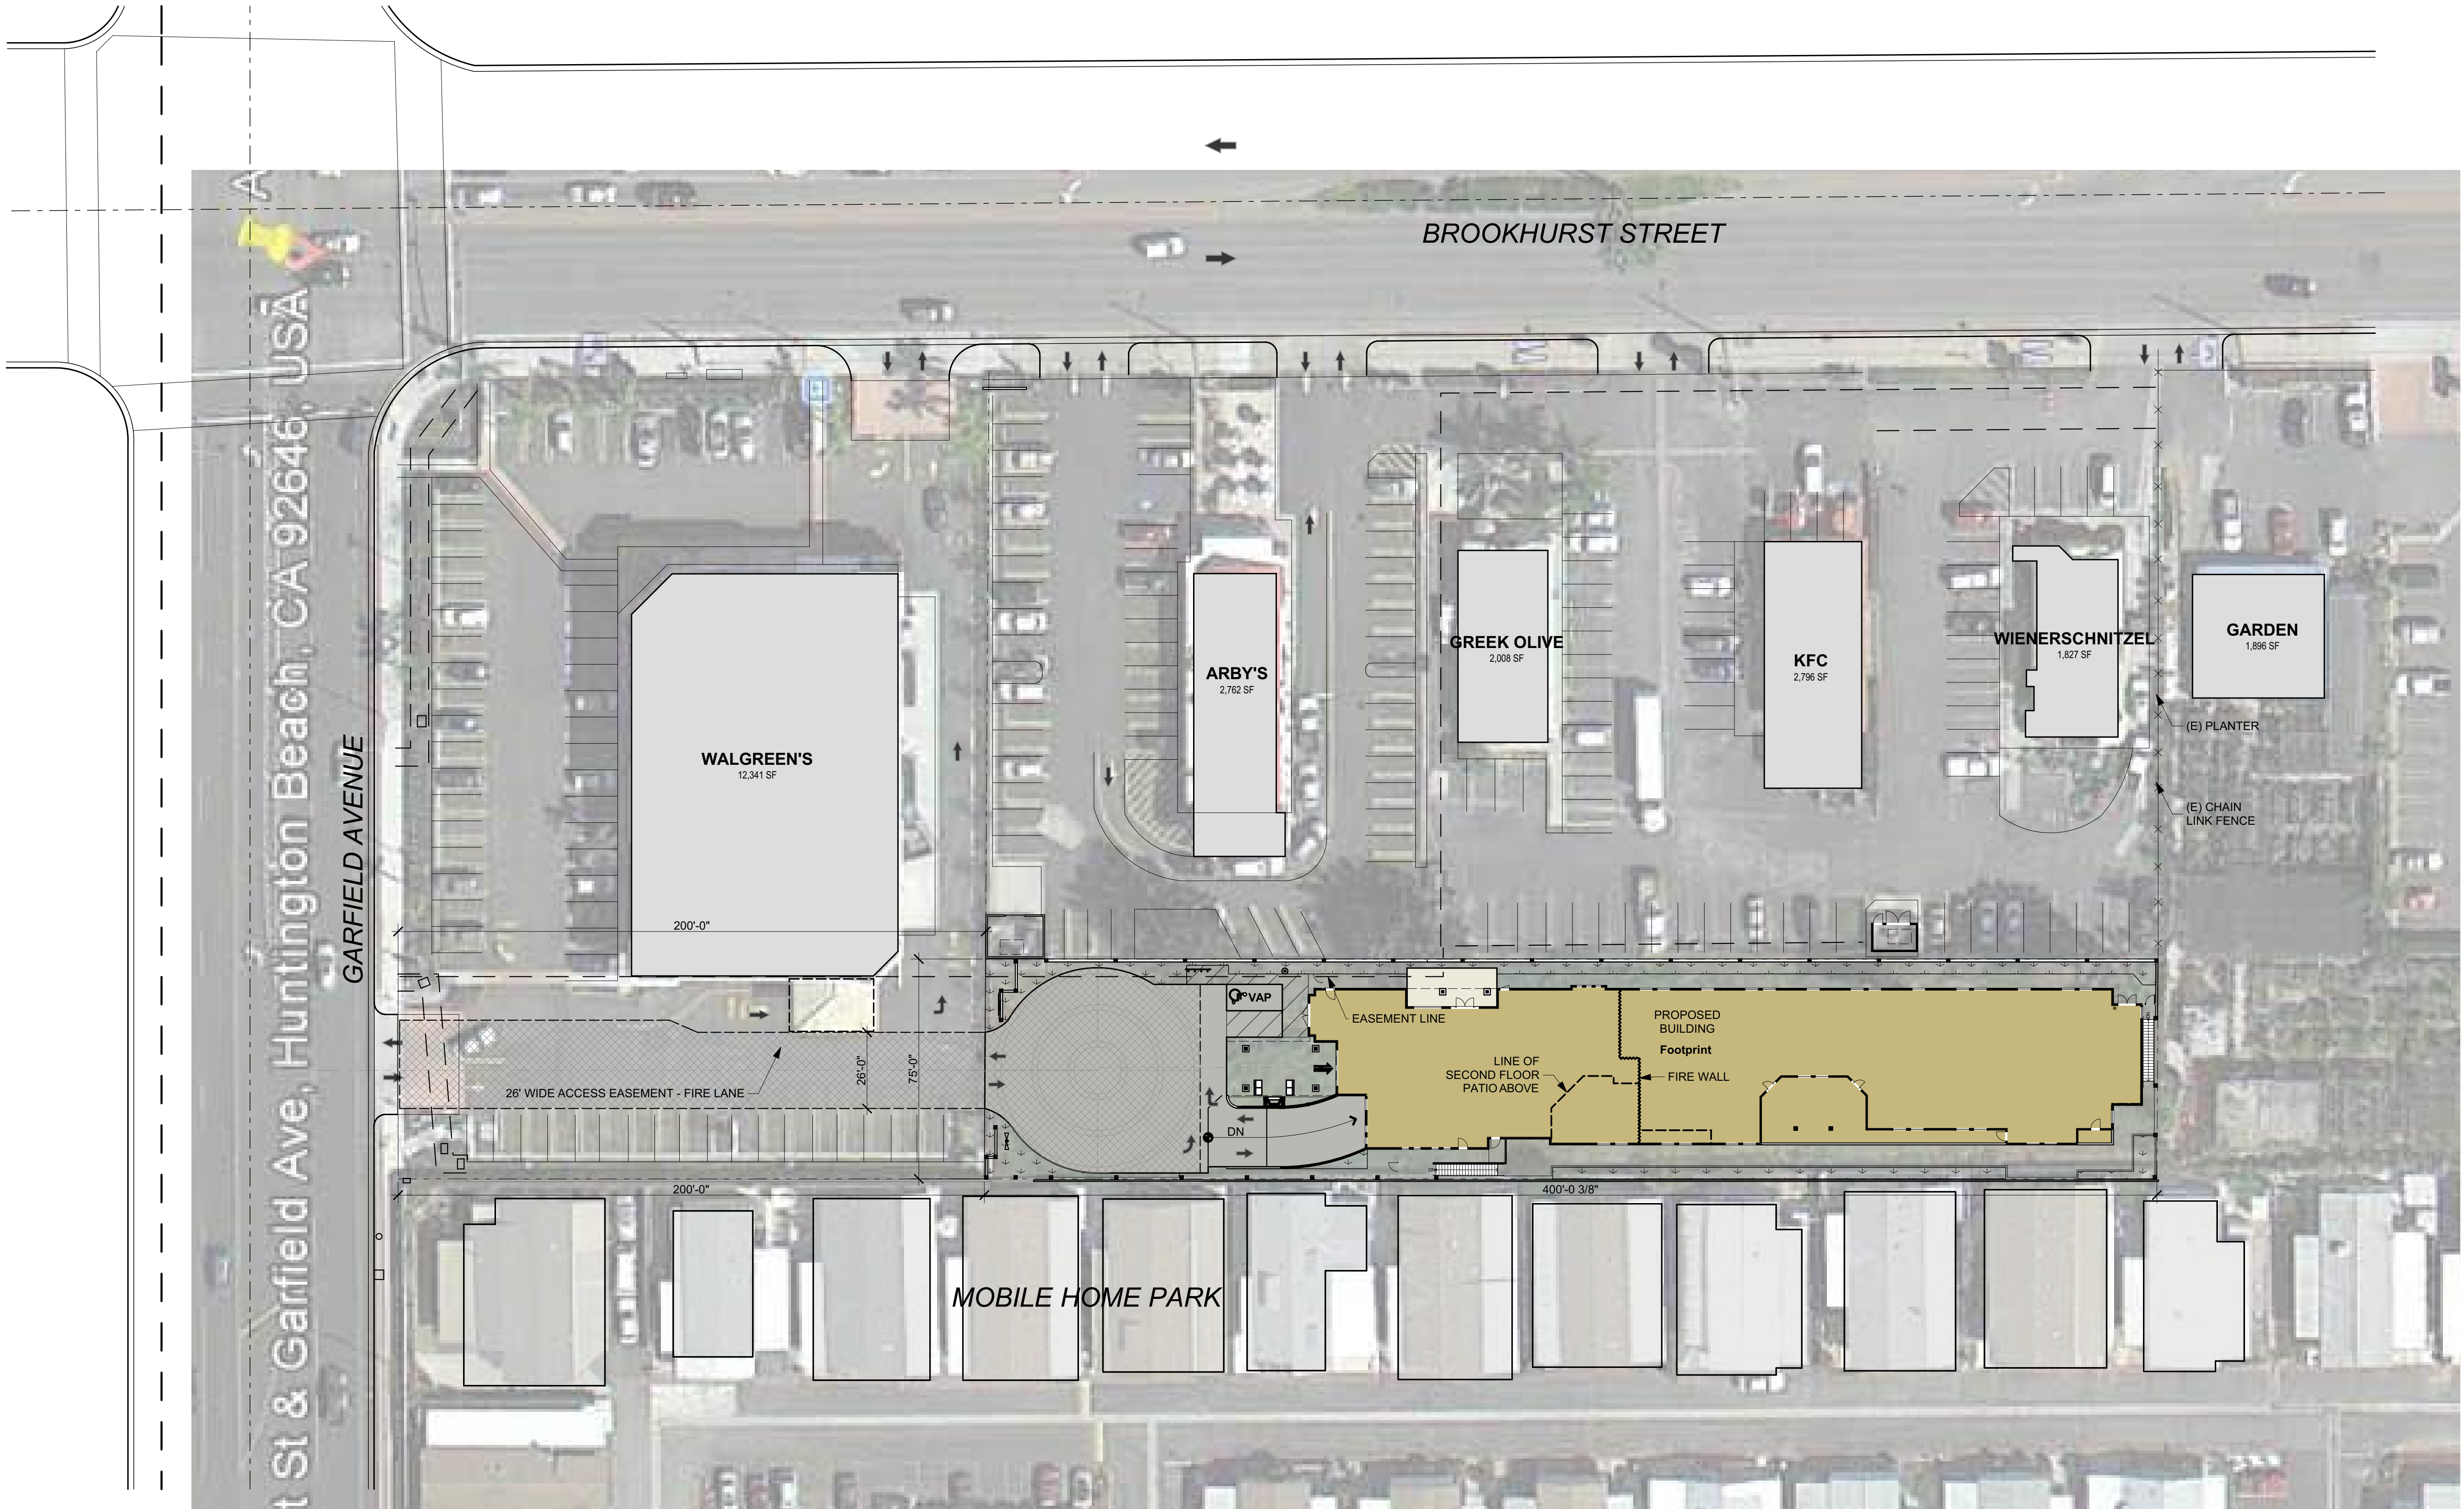 BROOKHURST STREET
A
St & Garfield Ave, Huntington Beach, CA 92646, USA
GARFIELD AVENUE
WALGREEN'S
12,341 SF
ARBY'S
2,762 SF
GREEK OLIVE
2,008 SF
KFC
2,796 SF
WIENERSCHNITZEL
1,827 SF
GARDEN
1,896 SF
(E) PLANTER
(E) CHAIN
LINK FENCE
200'-0"
26' WIDE ACCESS EASEMENT - FIRE LANE
26'-0"
75'-0"
VAP
EASEMENT LINE
PROPOSED
BUILDING
Footprint
LINE OF
SECOND FLOOR
PATIO ABOVE
FIRE WALL
DN
200'-0"
400'-0 3/8"
MOBILE HOME PARK